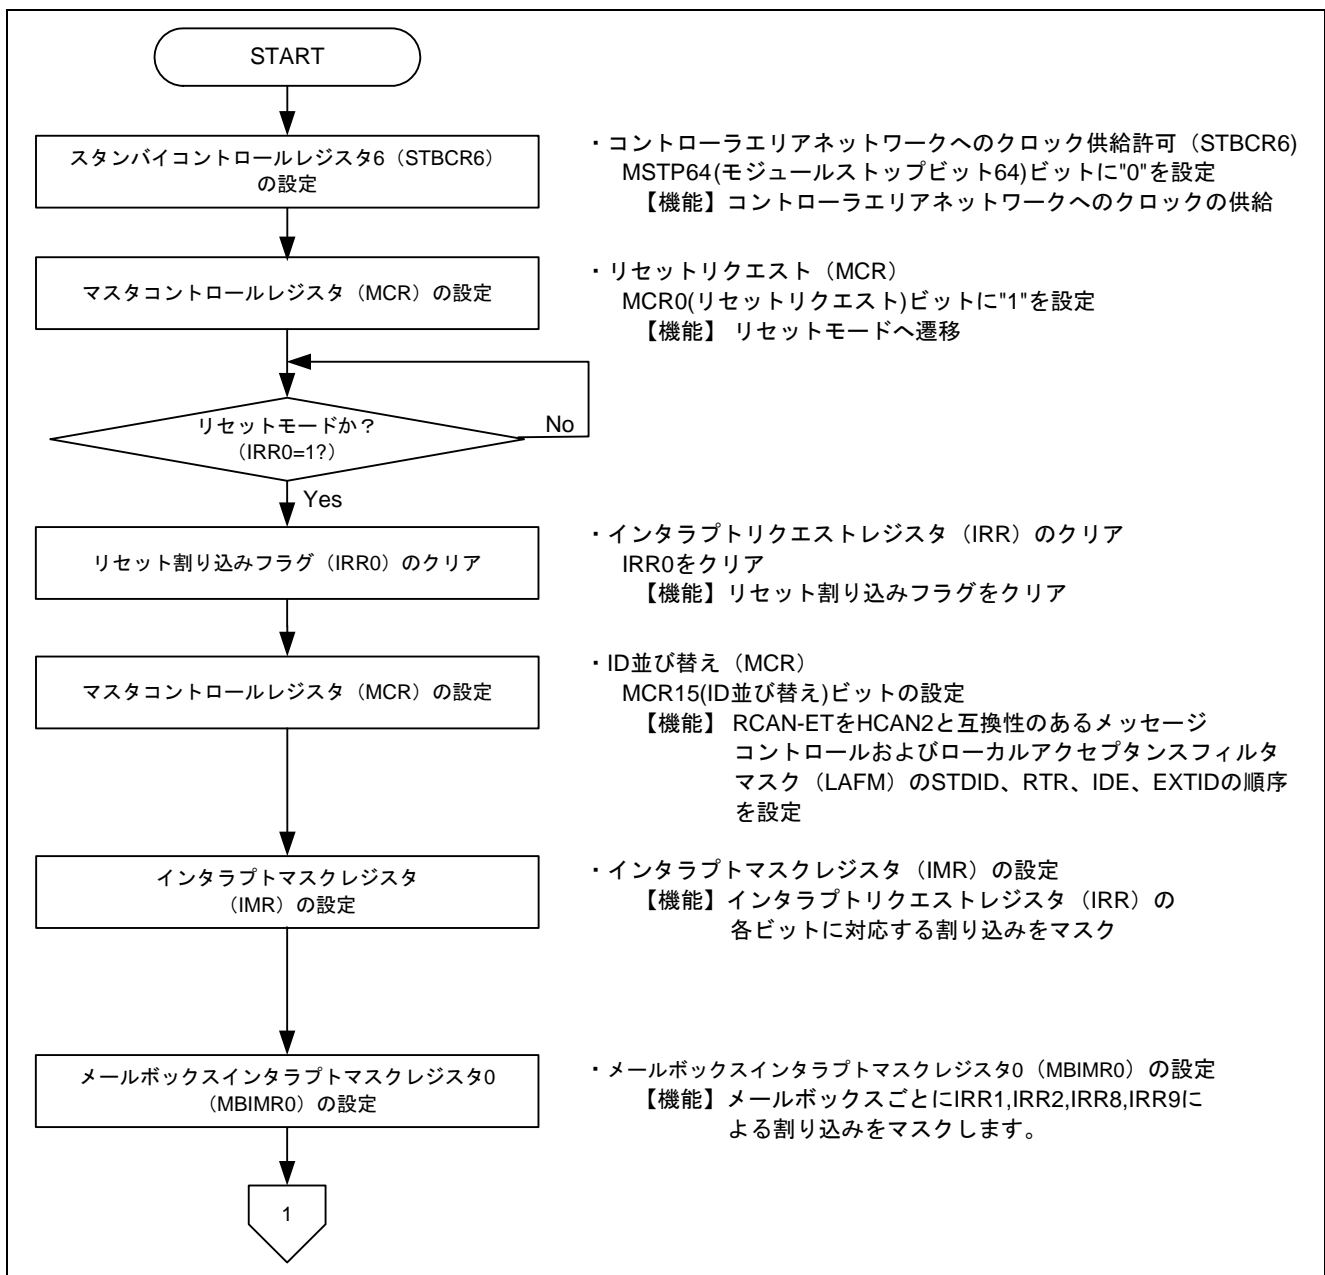 START
スタンバイコントロールレジスタ6（STBCR6）
の設定
・コントローラエリアネットワークへのクロック供給許可（STBCR6)
MSTP64(モジュールストップビット64)ビットに"0"を設定
【機能】コントローラエリアネットワークへのクロックの供給
マスタコントロールレジスタ（MCR）の設定
・リセットリクエスト（MCR）
MCR0(リセットリクエスト)ビットに"1"を設定
【機能】 リセットモードへ遷移
リセットモードか？
（IRR0=1?）
No
Yes
リセット割り込みフラグ（IRR0）のクリア
・インタラプトリクエストレジスタ（IRR）のクリア
IRR0をクリア
【機能】リセット割り込みフラグをクリア
マスタコントロールレジスタ（MCR）の設定
・ID並び替え（MCR）
MCR15(ID並び替え)ビットの設定
【機能】 RCAN-ETをHCAN2と互換性のあるメッセージ
コントロールおよびローカルアクセプタンスフィルタ
マスク（LAFM）のSTDID、RTR、IDE、EXTIDの順序
を設定
インタラプトマスクレジスタ
（IMR）の設定
・インタラプトマスクレジスタ（IMR）の設定
【機能】インタラプトリクエストレジスタ（IRR）の
各ビットに対応する割り込みをマスク
メールボックスインタラプトマスクレジスタ0
（MBIMR0）の設定
・メールボックスインタラプトマスクレジスタ0（MBIMR0）の設定
【機能】メールボックスごとにIRR1,IRR2,IRR8,IRR9に
よる割り込みをマスクします。
1